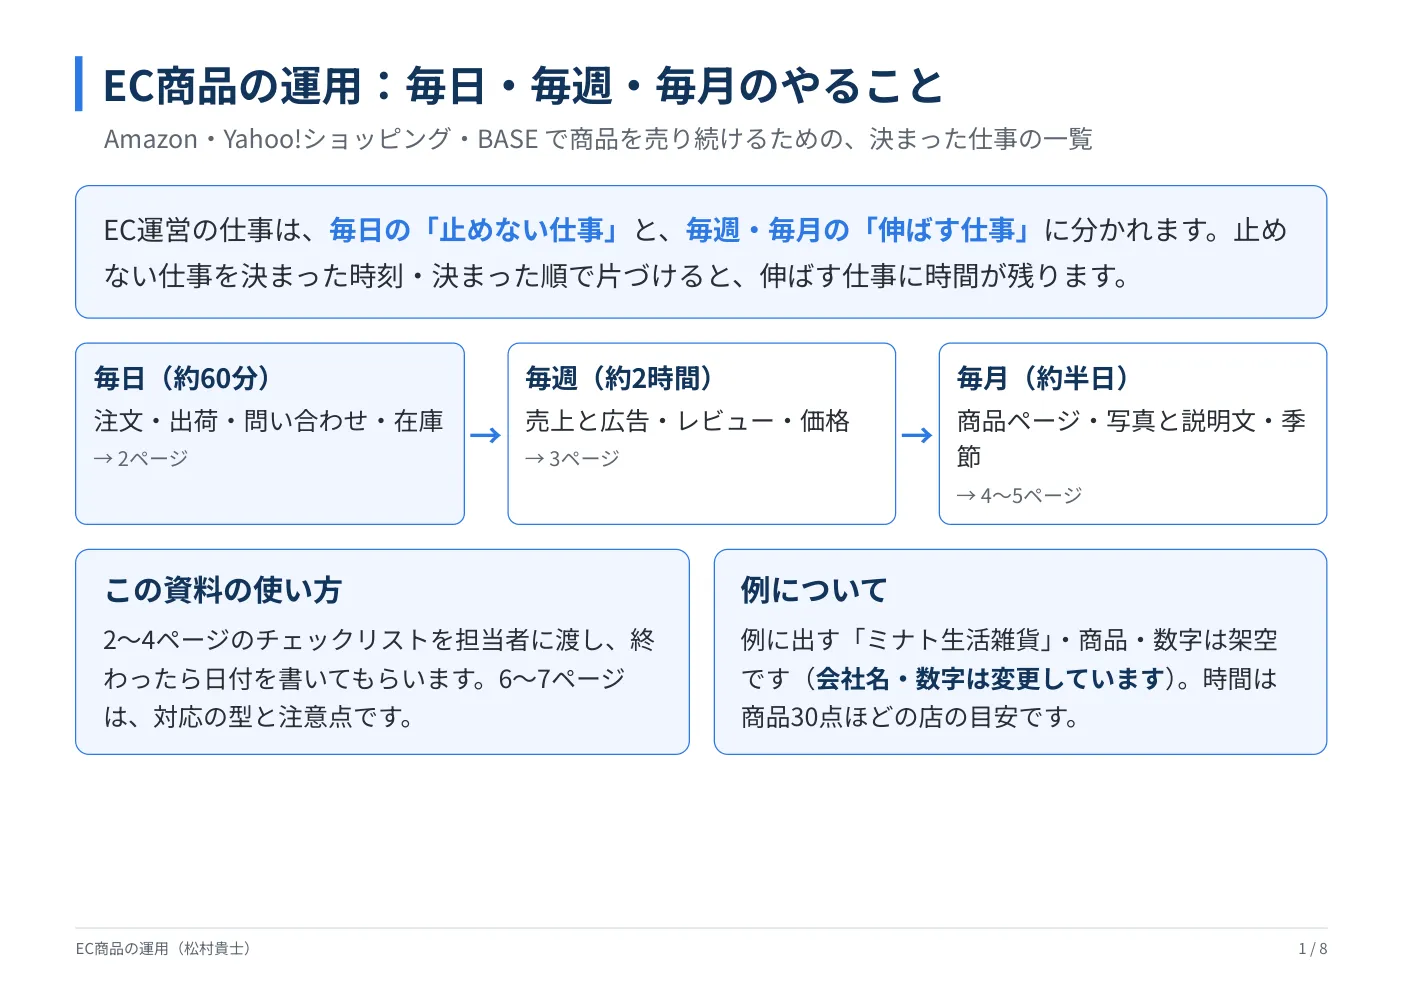 EC商品の運用：毎日・毎週・毎月のやること
Amazon・Yahoo!ショッピング・BASE で商品を売り続けるための、決まった仕事の一覧
EC運営の仕事は、毎日の「止めない仕事」と、毎週・毎月の「伸ばす仕事」に分かれます。止め
ない仕事を決まった時刻・決まった順で片づけると、伸ばす仕事に時間が残ります。
毎日（約60分）
注文・出荷・問い合わせ・在庫
→ 2ページ
→
毎週（約2時間）
売上と広告・レビュー・価格
→ 3ページ
→
毎月（約半日）
商品ページ・写真と説明文・季
節
→ 4〜5ページ
この資料の使い方
2〜4ページのチェックリストを担当者に渡し、終
わったら日付を書いてもらいます。6〜7ページ
は、対応の型と注意点です。
例について
例に出す「ミナト生活雑貨」・商品・数字は架空
です（会社名・数字は変更しています）。時間は
商品30点ほどの店の目安です。
EC商品の運用（松村貴士）
1 / 8